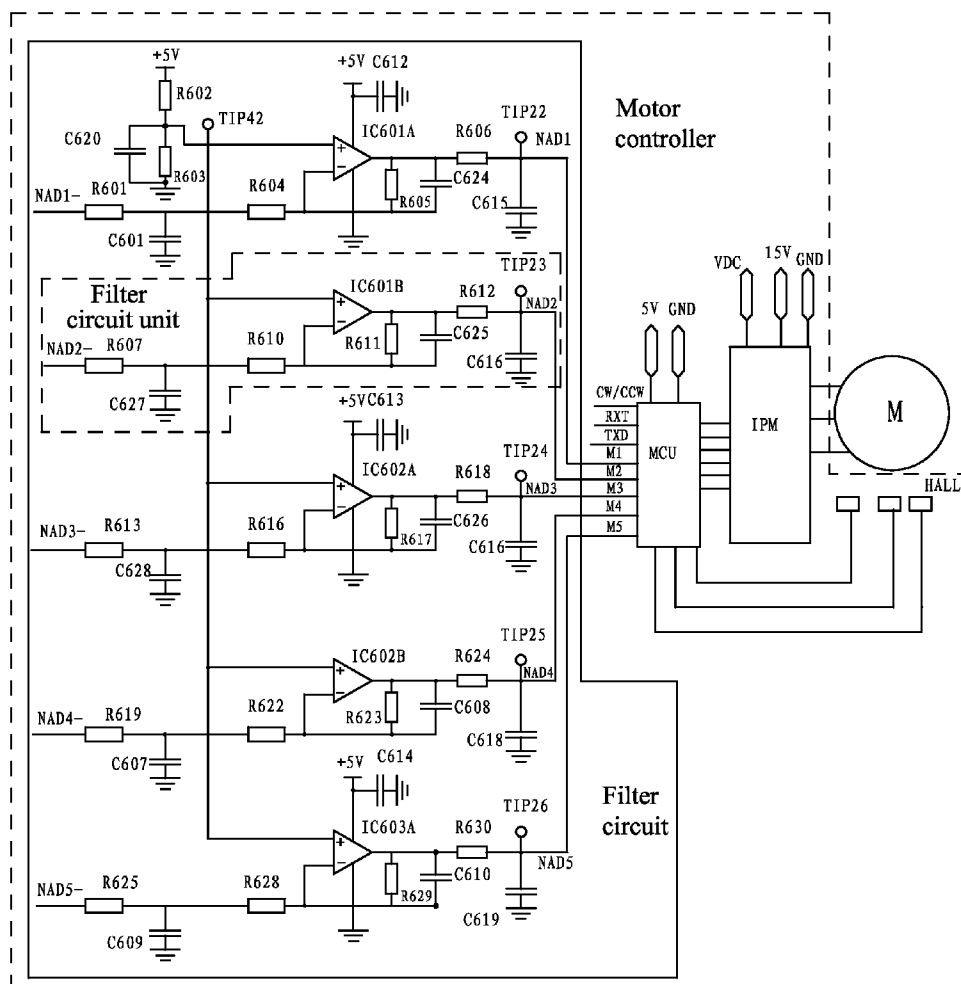 +5V
R602
C620
R603
TIP42
+5V
C612
IC601A
R606
TIP22
NAD1
Motor
controller
NAD1-
R601
R604
R605
C624
C615
C601
Filter
circuit unit
IC601B
R612
TIP23
NAD2
NAD2-
R607
R610
R611
C625
C616
C627
VDC
15V
GND
5V
GND
CW/CCW
RXT
TXD
M1
M2
M3
M4
M5
MCU
IPM
M
HALL
+5V
C613
IC602A
R618
TIP24
NAD3
NAD3-
R613
R616
R617
C626
C616
C628
IC602B
R624
TIP25
NAD4
NAD4-
R619
R622
R623
C608
C618
C607
+5V
C614
IC603A
R630
TIP26
NAD5
Filter
circuit
NAD5-
R625
R628
R629
C610
C619
C609